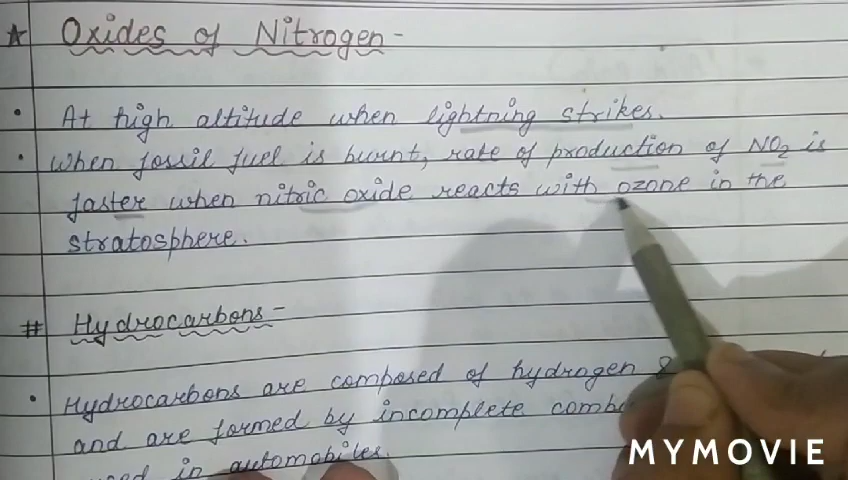 ★ Oxides of Nitrogen -
• At high altitude when lightning strikes.
• When fossil fuel is burnt, rate of production of NO₂ is
faster when nitric oxide reacts with ozone in the
stratosphere.
# Hydrocarbons -
• Hydrocarbons are composed of hydrogen &
and are formed by incomplete
in automobiles.
MYMOVIE